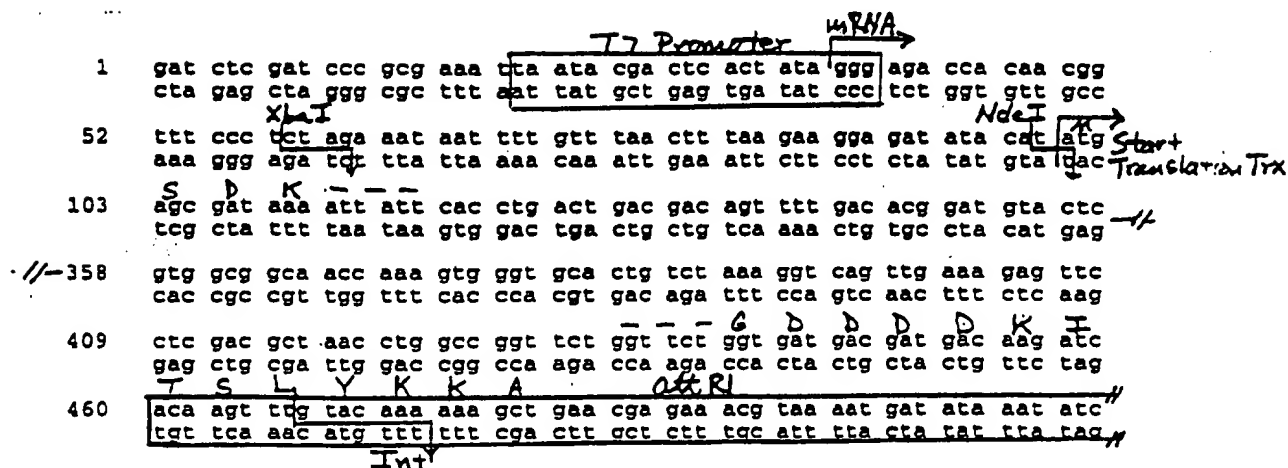 T7 Promoter mRNA
1 gat ctc gat ccc gcg aaa ttaa ata cga ctc act ata ggg aga cca caa cgg
cta gag cta ggg cgc ttt aat tat gct gag tga tat ccc tct ggt gtt gcc
XbaI NdeI
52 ttt ccc tct aga aat aat ttt gtt taa ctt taa gaa gga gat ata cat atg
aaa ggg aga tct tta tta aaa caa att gaa att ctt cct cta tat gta tac
M
Start
Translation Trx
S D K - - -
103 agc gat aaa att att cac ctg act gac gac agt ttt gac acg gat gta ctc
tcg cta ttt taa taa gtg gac tga ctg ctg tca aaa ctg tgc cta cat gag
358 gtg gcg gca acc aaa gtg ggt gca ctg tct aaa ggt cag ttg aaa gag ttc
cac cgc cgt tgg ttt cac cca cgt gac aga ttt cca gtc aac ttt ctc aag
- - - G D D D D K I
409 ctc gac gct aac ctg gcc ggt tct ggt tct ggt gat gac gat gac aag atc
gag ctg cga ttg gac cgg cca aga cca aga cca cta ctg cta ctg ttc tag
T S L Y K K A attR1
460 aca agt ttg tac aaa aaa gct gaa cga gaa acg taa aat gat ata aat atc
tgt tca aac atg ttt ttt cga ctt gct ctt tgc att tta cta tat tta tag
Int